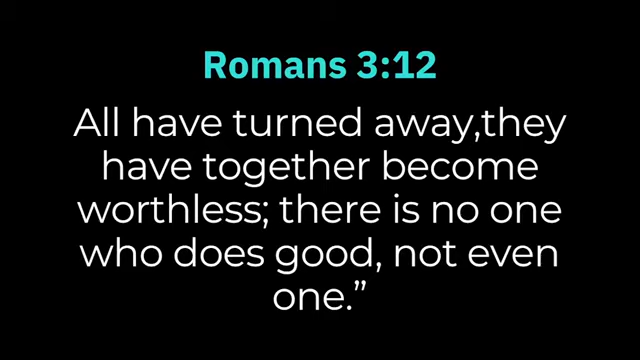 Romans 3:12
All have turned away,they
have together become
worthless; there is no one
who does good, not even
one.”